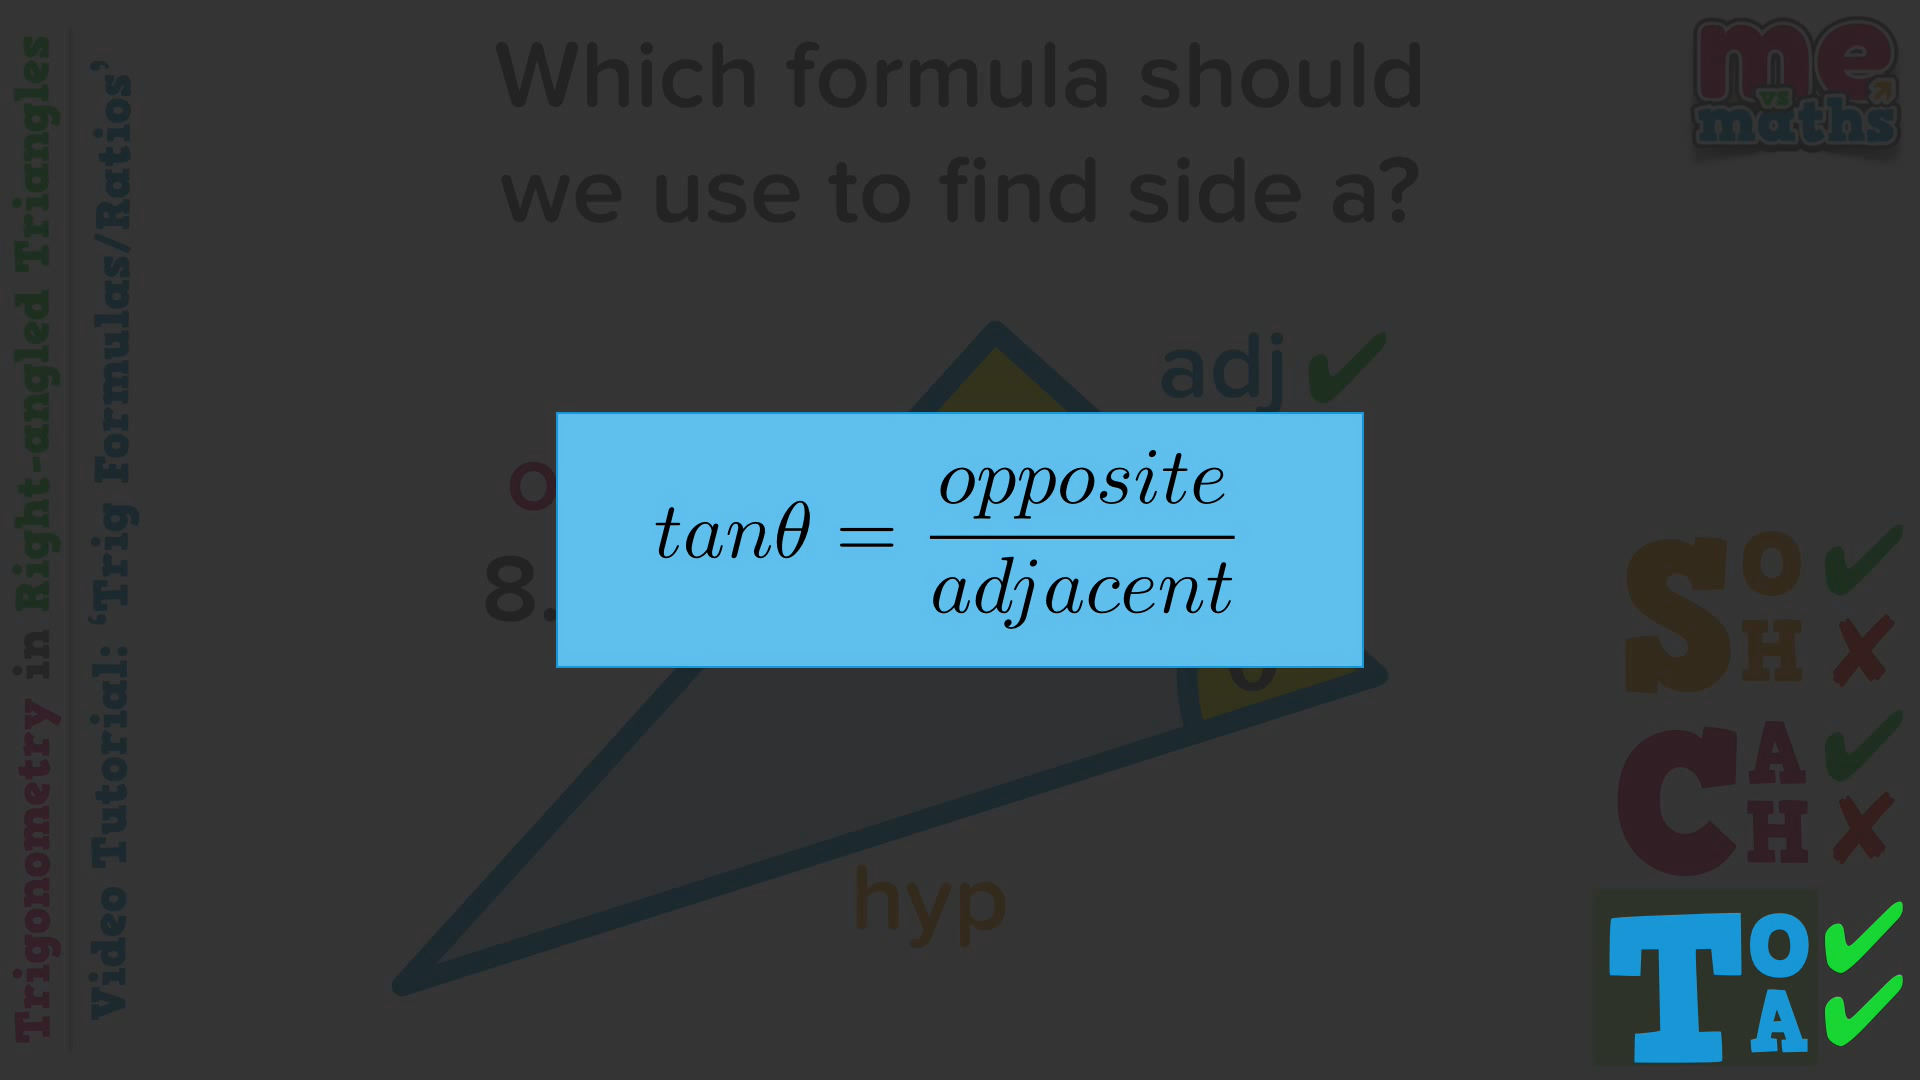 Trigonometry in Right-angled Triangles
Video Tutorial: ‘Trig Formulas/Ratios’
Which formula should
we use to find side a?
me
vs
maths
adj ✔
o
8.
tanθ = opposite / adjacent
hyp
S O ✔
H ✘
C A ✔
H ✘
T O ✔
A ✔